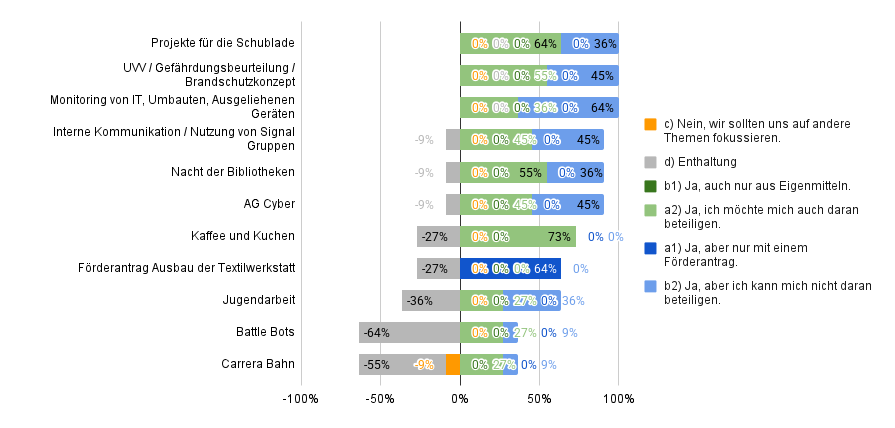 Projekte für die Schublade
0% 0% 0% 64% 0% 36%
UVV / Gefährdungsbeurteilung /
Brandschutzkonzept
0% 0% 0% 55% 0% 45%
Monitoring von IT, Umbauten, Ausgeliehenen
Geräten
0% 0% 0% 36% 0% 64%
Interne Kommunikation / Nutzung von Signal
Gruppen
-9% 0% 0% 45% 0% 45%
Nacht der Bibliotheken
-9% 0% 0% 55% 0% 36%
AG Cyber
-9% 0% 0% 45% 0% 45%
Kaffee und Kuchen
-27% 0% 0% 73% 0% 0%
Förderantrag Ausbau der Textilwerkstatt
-27% 0% 0% 0% 64% 0%
Jugendarbeit
-36% 0% 0% 27% 0% 36%
Battle Bots
-64% 0% 0% 27% 0% 9%
Carrera Bahn
-55% -9% 0% 27% 0% 9%
-100% -50% 0% 50% 100%
c) Nein, wir sollten uns auf andere
Themen fokussieren.
d) Enthaltung
b1) Ja, auch nur aus Eigenmitteln.
a2) Ja, ich möchte mich auch daran
beteiligen.
a1) Ja, aber nur mit einem
Förderantrag.
b2) Ja, aber ich kann mich nicht daran
beteiligen.